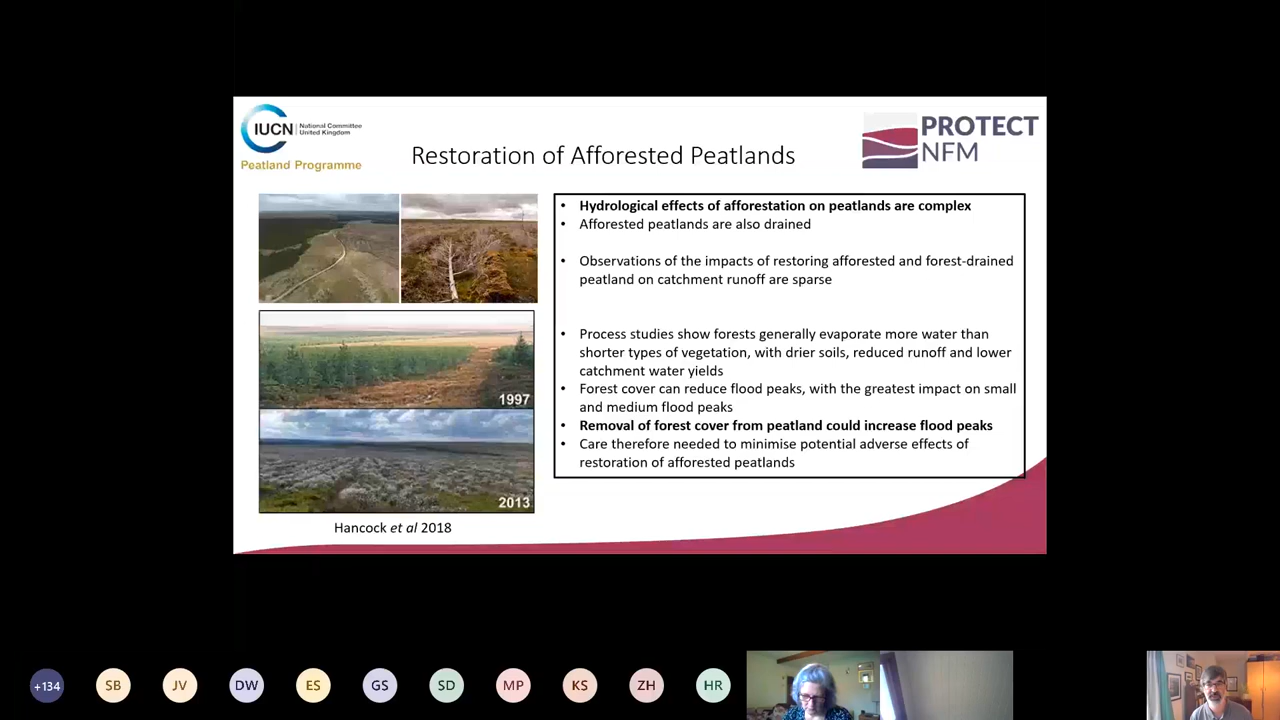 IUCN
National Committee
United Kingdom
Peatland Programme
Restoration of Afforested Peatlands
PROTECT
NFM
1997
2013
Hancock et al 2018
• Hydrological effects of afforestation on peatlands are complex
• Afforested peatlands are also drained
• Observations of the impacts of restoring afforested and forest-drained
peatland on catchment runoff are sparse
• Process studies show forests generally evaporate more water than
shorter types of vegetation, with drier soils, reduced runoff and lower
catchment water yields
• Forest cover can reduce flood peaks, with the greatest impact on small
and medium flood peaks
• Removal of forest cover from peatland could increase flood peaks
• Care therefore needed to minimise potential adverse effects of
restoration of afforested peatlands
+134 SB JV DW ES GS SD MP KS ZH HR